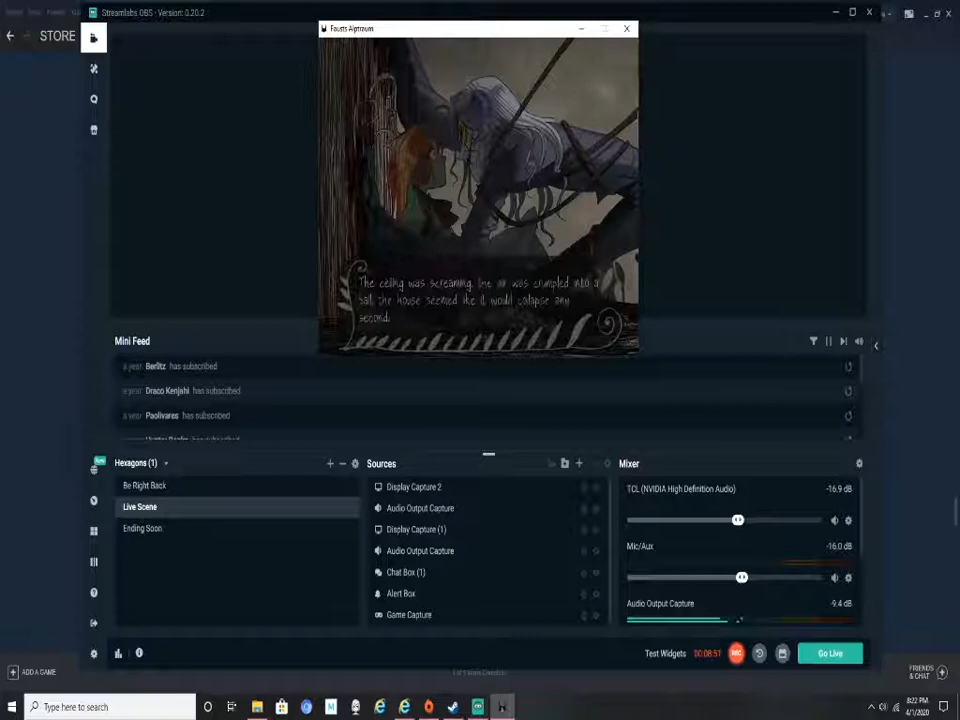 Streamlabs OBS - Version: 0.20.2
STORE
Fausts Alptraum
The ceiling was screaming, the air was crumpled into a
ball, the house seemed like it would collapse any
second.
Mini Feed
a year Berlitz has subscribed
a year Draco Kenjahi has subscribed
a year Paolivares has subscribed
Hexagons (1)
Be Right Back
Live Scene
Ending Soon
Sources
Display Capture 2
Audio Output Capture
Display Capture (1)
Audio Output Capture
Chat Box (1)
Alert Box
Game Capture
Mixer
TCL (NVIDIA High Definition Audio) -16.9 dB
Mic/Aux -16.0 dB
Audio Output Capture -9.4 dB
Test Widgets 00:08:51 REC Go Live
ADD A GAME
FRIENDS
& CHAT
Type here to search
8:22 PM
4/1/2020